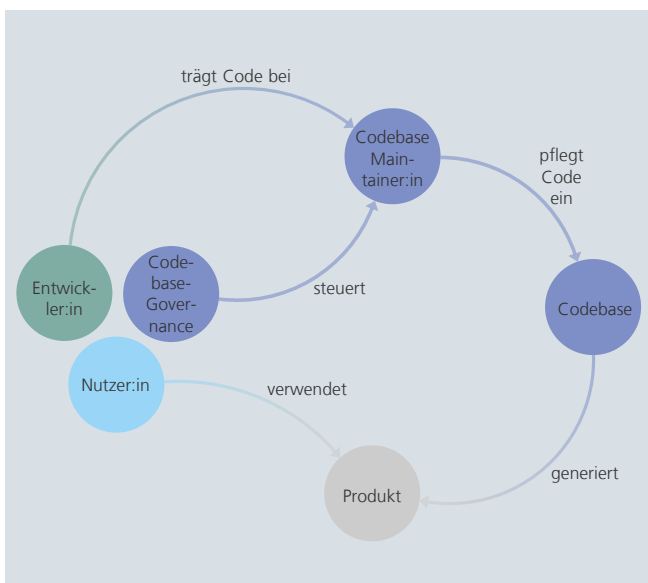 trägt Code bei
Codebase
Main-
tainer:in
pflegt
Code
ein
Entwick-
ler:in
Code-
base-
Gover-
nance
steuert
Codebase
Nutzer:in
verwendet
Produkt
generiert